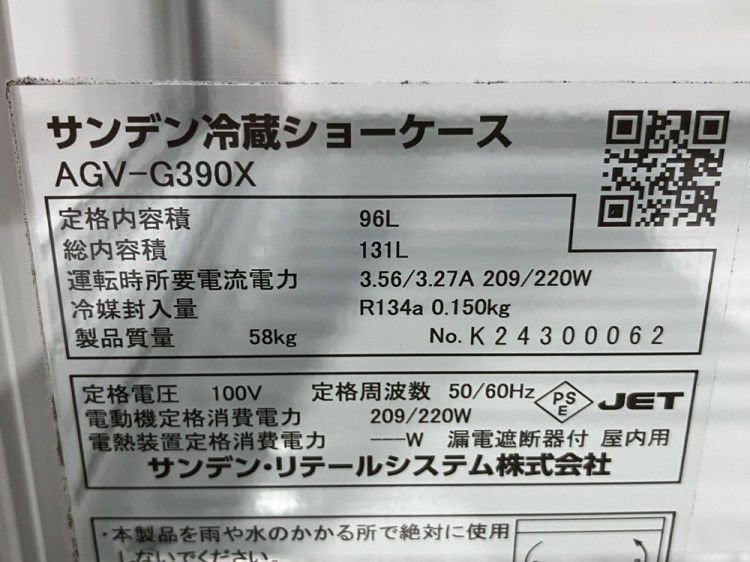 サンデン冷蔵ショーケース
AGV-G390X
定格内容積 96L
総内容積 131L
運転時所要電流電力 3.56/3.27A 209/220W
冷媒封入量 R134a 0.150kg
製品質量 58kg No. K24300062
定格電圧 100V 定格周波数 50/60Hz PSE JET
電動機定格消費電力 209/220W
電熱装置定格消費電力 ---W 漏電遮断器付 屋内用
サンデン・リテールシステム株式会社
・本製品を雨や水のかかる所で絶対に使用
しないでください。